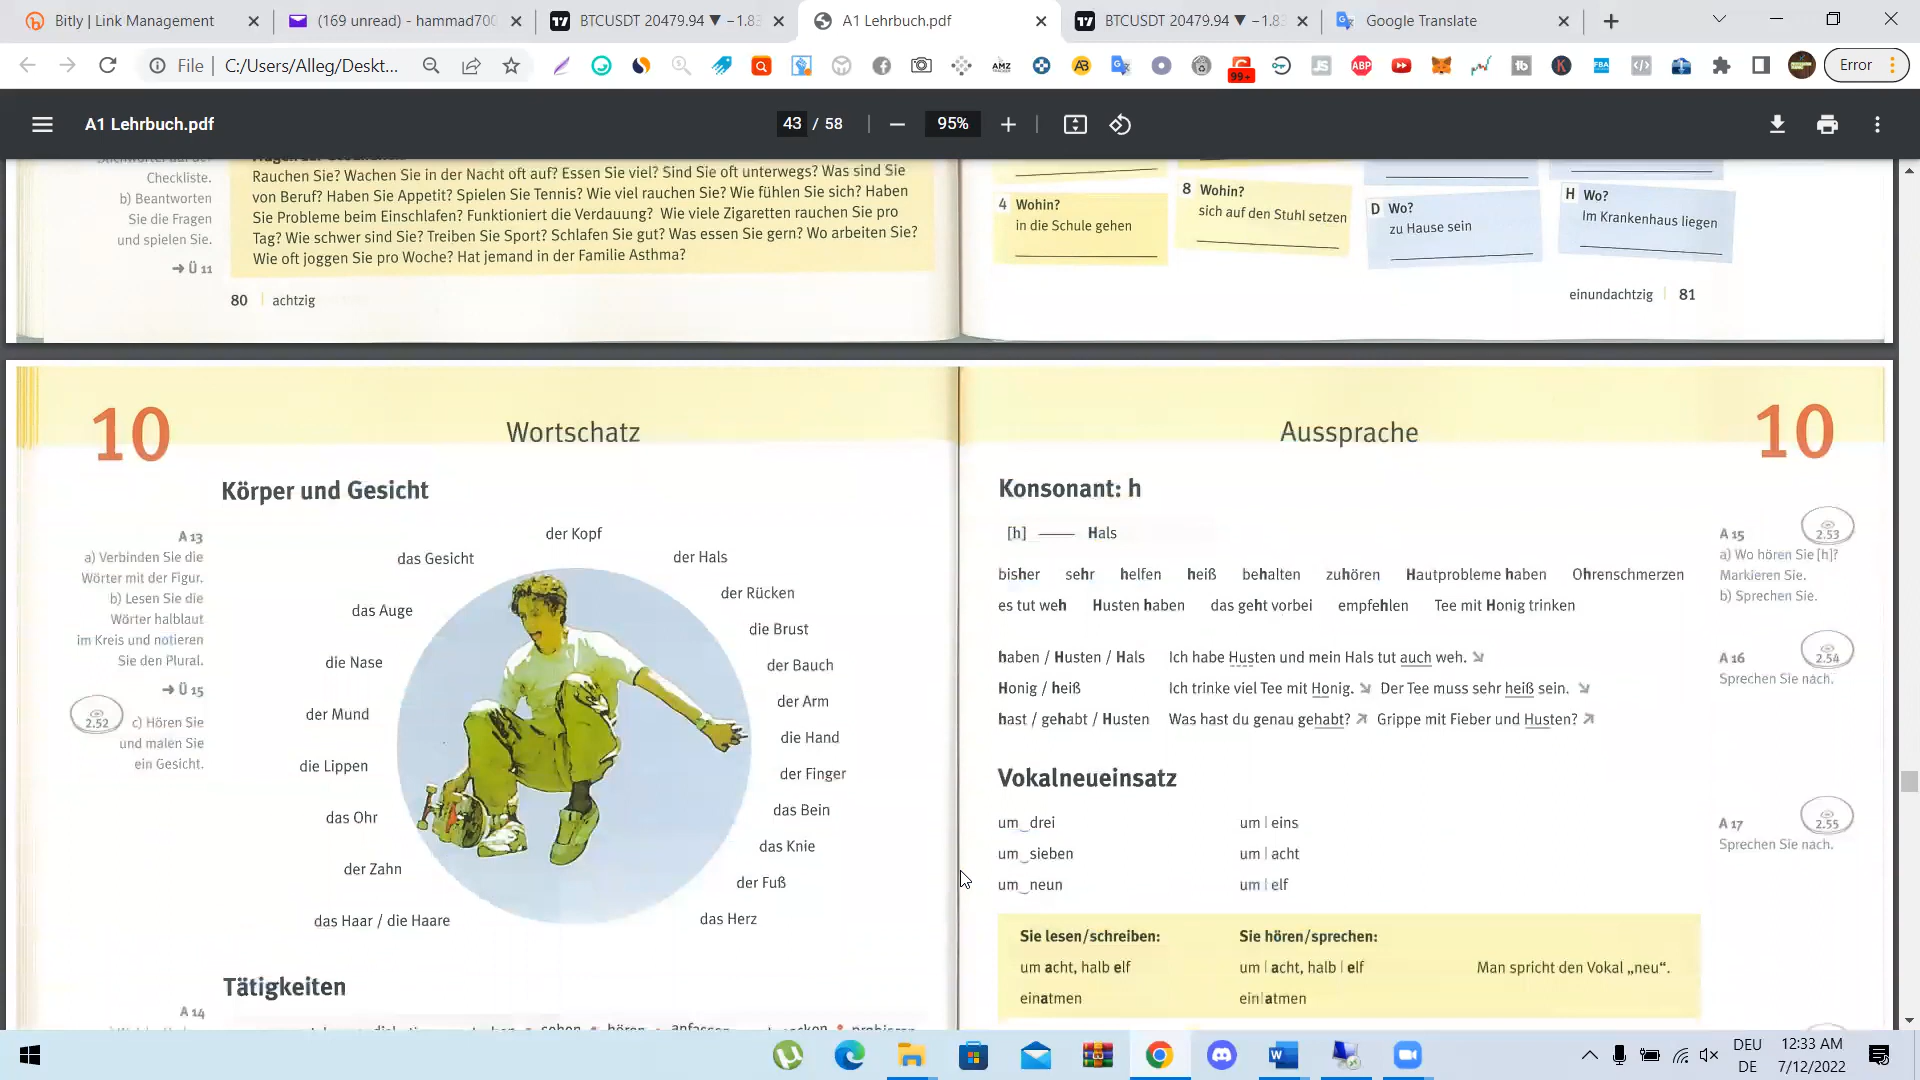 Bitly | Link Management
(169 unread) - hammad700
BTCUSDT 20479.94 ▼ −1.83
A1 Lehrbuch.pdf
BTCUSDT 20479.94 ▼ −1.83
Google Translate
File
C:/Users/Alleg/Deskt...
99+
Error
A1 Lehrbuch.pdf
43 / 58
95%
Checkliste.
b) Beantworten
Sie die Fragen
und spielen Sie.
➔ Ü 11
Rauchen Sie? Wachen Sie in der Nacht oft auf? Essen Sie viel? Sind Sie oft unterwegs? Was sind Sie
von Beruf? Haben Sie Appetit? Spielen Sie Tennis? Wie viel rauchen Sie? Wie fühlen Sie sich? Haben
Sie Probleme beim Einschlafen? Funktioniert die Verdauung? Wie viele Zigaretten rauchen Sie pro
Tag? Wie schwer sind Sie? Treiben Sie Sport? Schlafen Sie gut? Was essen Sie gern? Wo arbeiten Sie?
Wie oft joggen Sie pro Woche? Hat jemand in der Familie Asthma?
80 | achtzig
4 Wohin?
in die Schule gehen
8 Wohin?
sich auf den Stuhl setzen
D Wo?
zu Hause sein
H Wo?
Im Krankenhaus liegen
einundachtzig | 81
10
Wortschatz
Körper und Gesicht
A 13
a) Verbinden Sie die
Wörter mit der Figur.
b) Lesen Sie die
Wörter halblaut
im Kreis und notieren
Sie den Plural.
➔ Ü 15
2.52
c) Hören Sie
und malen Sie
ein Gesicht.
der Kopf
das Gesicht
der Hals
das Auge
der Rücken
die Brust
die Nase
der Bauch
der Arm
der Mund
die Hand
die Lippen
der Finger
das Ohr
das Bein
das Knie
der Zahn
der Fuß
das Haar / die Haare
das Herz
Tätigkeiten
A 14
Aussprache
10
Konsonant: h
[h] —— Hals
bisher sehr helfen heiß behalten zuhören Hautprobleme haben Ohrenschmerzen
es tut weh Husten haben das geht vorbei empfehlen Tee mit Honig trinken
A 15
2.53
a) Wo hören Sie [h]?
Markieren Sie.
b) Sprechen Sie.
haben / Husten / Hals Ich habe Husten und mein Hals tut auch weh. ↘
Honig / heiß Ich trinke viel Tee mit Honig. ↘ Der Tee muss sehr heiß sein. ↘
hast / gehabt / Husten Was hast du genau gehabt? ↗ Grippe mit Fieber und Husten? ↗
A 16
2.54
Sprechen Sie nach.
Vokalneueinsatz
um‿drei um | eins
um‿sieben um | acht
um‿neun um | elf
A 17
2.55
Sprechen Sie nach.
Sie lesen/schreiben: Sie hören/sprechen:
um acht, halb elf um | acht, halb | elf Man spricht den Vokal „neu“.
einatmen ein|atmen
DEU
DE
12:33 AM
7/12/2022